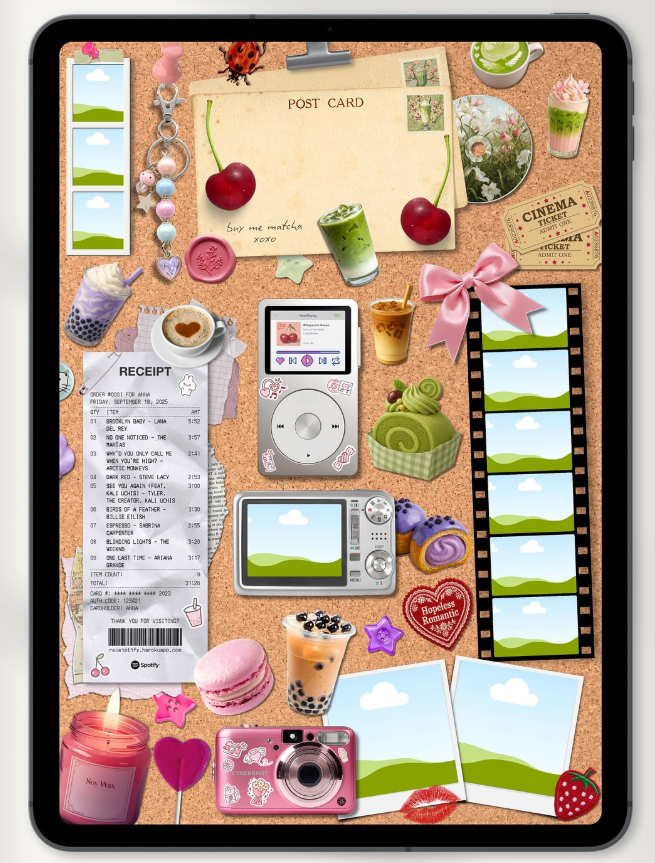 POST CARD
buy me matcha
xoxo
CINEMA
TICKET
ADMIT ONE
TICKET
ADMIT ONE
RECEIPT
ORDER #0001 FOR ANNA
FRIDAY, SEPTEMBER 19, 2025
QTY ITEM AMT
01 BROOKLYN BABY - LANA DEL REY 5:52
02 NO ONE NOTICED - THE MARÍAS 3:57
03 WHY'D YOU ONLY CALL ME WHEN YOU'RE HIGH? - ARCTIC MONKEYS 2:41
04 DARK RED - STEVE LACY 2:53
05 SEE YOU AGAIN (FEAT. KALI UCHIS) - TYLER, THE CREATOR, KALI UCHIS 3:00
06 BIRDS OF A FEATHER - BILLIE EILISH 3:30
07 ESPRESSO - SABRINA CARPENTER 2:55
08 BLINDING LIGHTS - THE WEEKND 3:20
09 ONE LAST TIME - ARIANA GRANDE 3:17
ITEM COUNT: 9
TOTAL: 31:26
CARD #: **** **** **** 2023
AUTH CODE: 123421
CARDHOLDER: ANNA
THANK YOU FOR VISITING!
receiptify.herokuapp.com
Spotify
MENU
Hopeless
Romantic
Soy Wax
CYBERSHOT